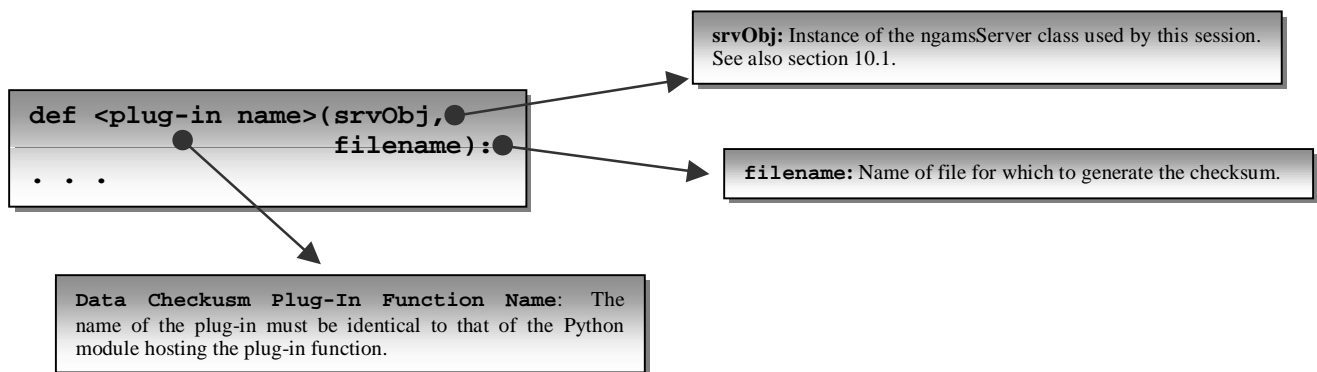 srvObj: Instance of the ngamsServer class used by this session.
See also section 10.1.
def <plug-in name>(srvObj,
filename):
. . .
filename: Name of file for which to generate the checksum.
Data Checkusm Plug-In Function Name: The
name of the plug-in must be identical to that of the Python
module hosting the plug-in function.